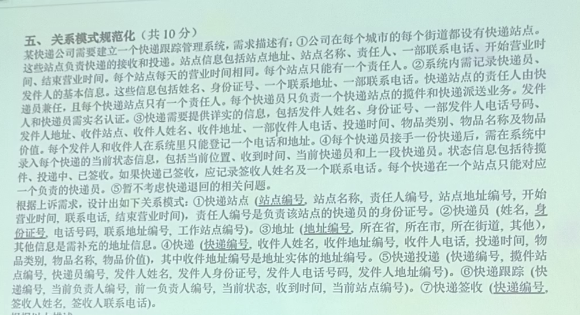 五、关系模式规范化（共 10 分）
某快递公司需要建立一个快递跟踪管理系统，需求描述有：①公司在每个城市的每个街道都设有快递站点。
这些站点负责快递的接收和投递。站点信息包括站点地址、站点名称、责任人、一部联系电话、开始营业时
间、结束营业时间。每个站点每天的营业时间相同。每个站点只能有一个责任人。②系统内需记录快递员、
发件人的基本信息。这些信息包括姓名、身份证号、一个联系地址、一部联系电话。快递站点的责任人由快
递员兼任，且每个快递站点只有一个责任人。每个快递员只负责一个快递站点的揽件和快递派送业务。发件
人和快递员需实名认证。③快递需要提供详实的信息，包括发件人姓名、身份证号、一部发件人电话号码、
发件人地址、收件站点、收件人姓名、收件地址、一部收件人电话、投递时间、物品类别、物品名称及物品
价值。每个发件人和收件人在系统里只能登记一个电话和地址。④每个快递员接手一份快递后，需在系统中
录入每个快递的当前状态信息，包括当前位置、收到时间、当前快递员和上一段快递员。状态信息包括待揽
件、投递中、已签收。如果快递已签收，应记录签收人姓名及一个联系电话。每个快递在一个站点只能对应
一个负责的快递员。⑤暂不考虑快递退回的相关问题。
根据上诉需求，设计出如下关系模式：①快递站点（站点编号，站点名称，责任人编号，站点地址编号，开始
营业时间, 联系电话, 结束营业时间)，责任人编号是负责该站点的快递员的身份证号。②快递员（姓名，身
份证号, 电话号码, 联系地址编号, 工作站点编号)。③地址（地址编号, 所在省, 所在市, 所在街道, 其他)，
其他信息是需补充的地址信息。④快递（快递编号, 收件人姓名, 收件地址编号, 收件人电话, 投递时间, 物
品类别, 物品名称, 物品价值)，其中收件地址编号是地址实体的地址编号。⑤快递投递（快递编号, 揽件站
点编号, 快递员编号, 发件人姓名, 发件人身份证号, 发件人电话号码, 发件人地址编号)。⑥快递跟踪（快
递编号, 当前负责人编号, 前一负责人编号, 当前状态, 收到时间, 当前站点编号)。⑦快递签收（快递编号,
签收人姓名, 签收人联系电话)。